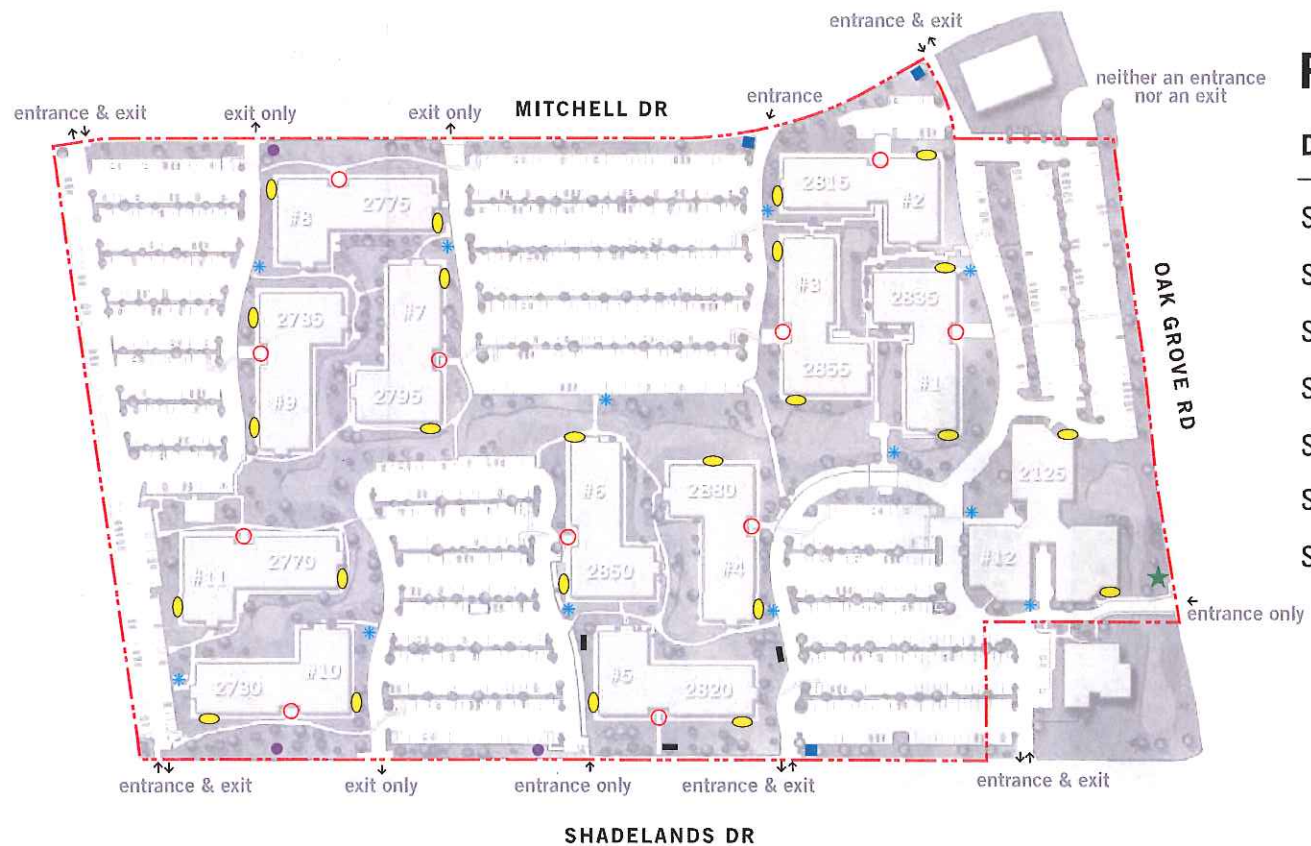 entrance & exit
neither an entrance
nor an exit
entrance & exit
exit only
exit only
MITCHELL DR
entrance
2815
#2
#8
2775
#3
2835
#7
2735
OAK GROVE RD
2855
#1
#9
2795
2125
#6
2880
#12
#11
2770
2850
#4
entrance only
#10
2730
#5
2820
entrance & exit
exit only
entrance only
entrance & exit
entrance & exit
SHADELANDS DR